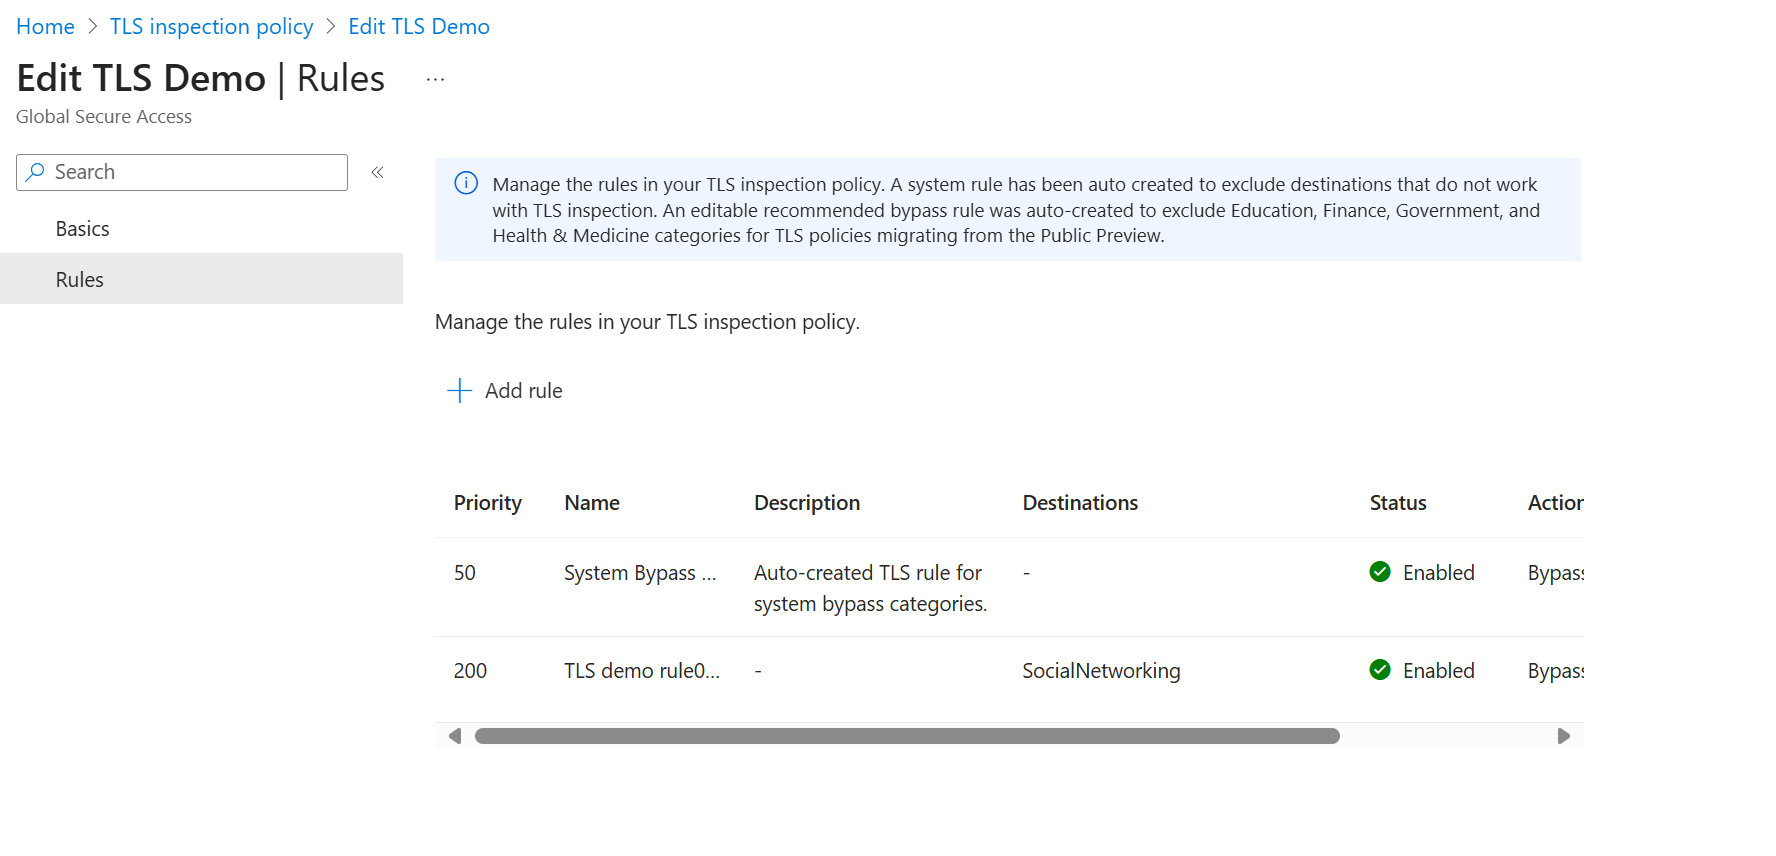 Home > TLS inspection policy > Edit TLS Demo
Edit TLS Demo | Rules ...
Global Secure Access
Search
Basics
Rules
Manage the rules in your TLS inspection policy. A system rule has been auto created to exclude destinations that do not work
with TLS inspection. An editable recommended bypass rule was auto-created to exclude Education, Finance, Government, and
Health & Medicine categories for TLS policies migrating from the Public Preview.
Manage the rules in your TLS inspection policy.
Add rule
Priority Name Description Destinations Status Action
50 System Bypass ... Auto-created TLS rule for - Enabled Bypass
system bypass categories.
200 TLS demo rule0... - SocialNetworking Enabled Bypass